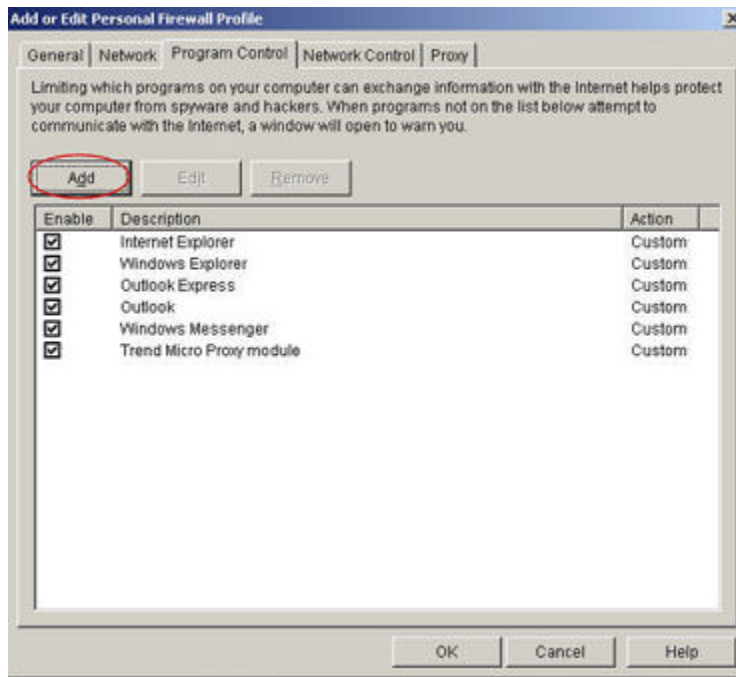 Add or Edit Personal Firewall Profile
General Network Program Control Network Control Proxy
Limiting which programs on your computer can exchange information with the Internet helps protect
your computer from spyware and hackers. When programs not on the list below attempt to
communicate with the Internet, a window will open to warn you.
Add Edit Remove
Enable Description Action
Internet Explorer Custom
Windows Explorer Custom
Outlook Express Custom
Outlook Custom
Windows Messenger Custom
Trend Micro Proxy module Custom
OK Cancel Help